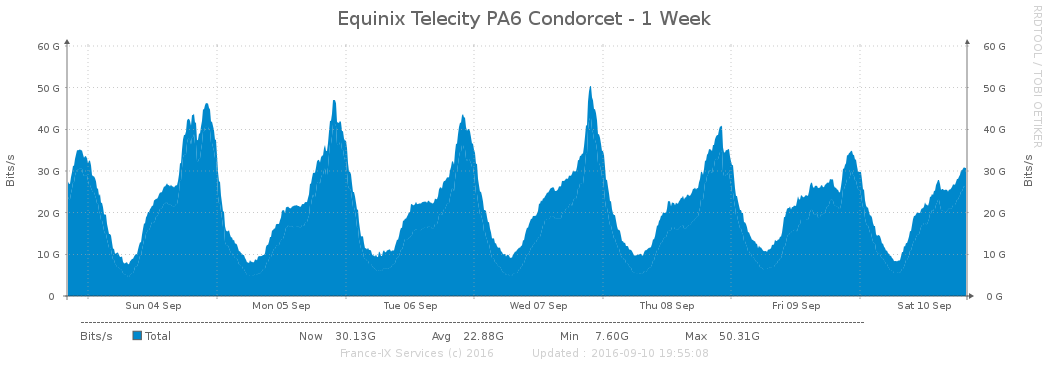 Equinix Telecity PA6 Condorcet - 1 Week
RRDTOOL / TOBI OETIKER
60 G 60 G
50 G 50 G
40 G 40 G
30 G 30 G
20 G 20 G
10 G 10 G
0 0 G
Bits/s
Bits/s
Sun 04 Sep Mon 05 Sep Tue 06 Sep Wed 07 Sep Thu 08 Sep Fri 09 Sep Sat 10 Sep
Bits/s Total Now 30.13G Avg 22.88G Min 7.60G Max 50.31G
France-IX Services (c) 2016 Updated : 2016-09-10 19:55:08